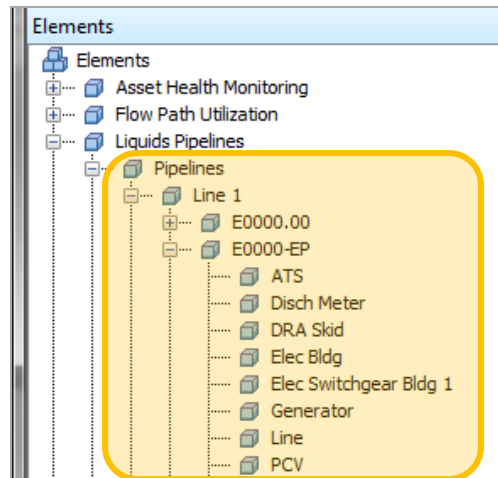 Elements
Elements
Asset Health Monitoring
Flow Path Utilization
Liquids Pipelines
Pipelines
Line 1
E0000.00
E0000-EP
ATS
Disch Meter
DRA Skid
Elec Bldg
Elec Switchgear Bldg 1
Generator
Line
PCV